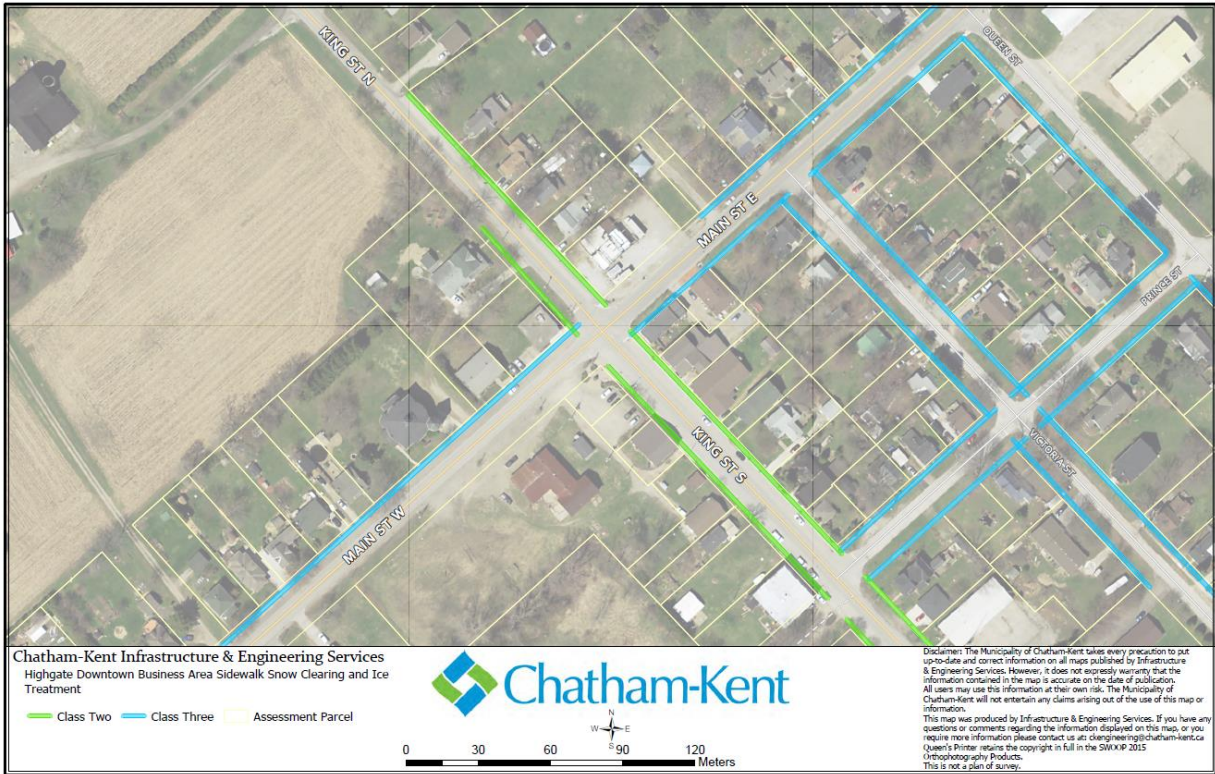 KING ST N
QUEEN ST
MAIN ST E
PRINCE ST
KING ST S
VICTORIA ST
MAIN ST W
Chatham-Kent Infrastructure & Engineering Services
Highgate Downtown Business Area Sidewalk Snow Clearing and Ice
Treatment
Class Two Class Three Assessment Parcel
Chatham-Kent
N
W E
S
0 30 60 90 120
Meters
Disclaimer: The Municipality of Chatham-Kent takes every precaution to put
up-to-date and correct information on all maps published by Infrastructure
& Engineering Services. However, it does not expressly warranty that the
information contained in the map is accurate on the date of publication.
All users may use this information at their own risk. The Municipality of
Chatham-Kent will not entertain any claims arising out of the use of this map or
information.
This map was produced by Infrastructure & Engineering Services. If you have any
questions or comments regarding the information displayed on this map, or you
require more information please contact us at: ckengineering@chatham-kent.ca
Queen's Printer retains the copyright in full in the SWOOP 2015
Orthophotography Products.
This is not a plan of survey.